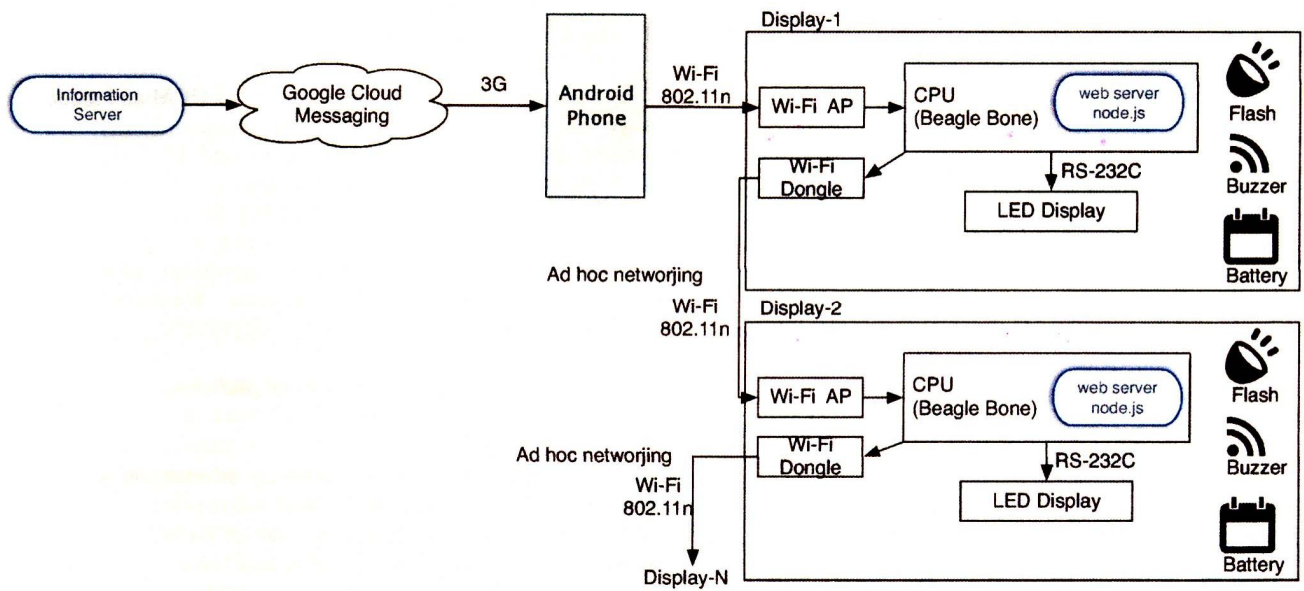 Display-1
Information
Server
Google Cloud
Messaging
3G
Android
Phone
Wi-Fi
802.11n
Wi-Fi AP
CPU
(Beagle Bone)
web server
node.js
Flash
Wi-Fi
Dongle
RS-232C
LED Display
Buzzer
Battery
Ad hoc networjing
Wi-Fi
802.11n
Display-2
Wi-Fi AP
CPU
(Beagle Bone)
web server
node.js
Flash
Wi-Fi
Dongle
RS-232C
LED Display
Buzzer
Battery
Ad hoc networjing
Wi-Fi
802.11n
Display-N